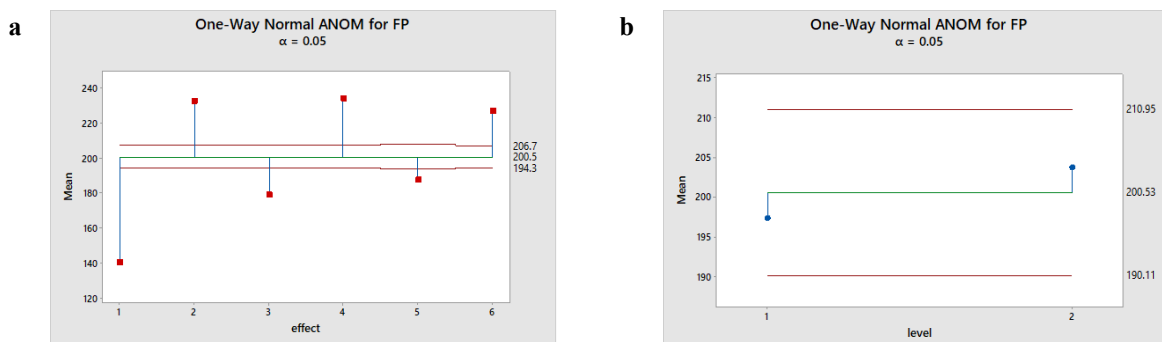 a
One-Way Normal ANOM for FP
α = 0.05
240
220
200
180
160
140
120
Mean
206.7
200.5
194.3
1 2 3 4 5 6
effect
b
One-Way Normal ANOM for FP
α = 0.05
215
210
205
200
195
190
Mean
210.95
200.53
190.11
1 2
level